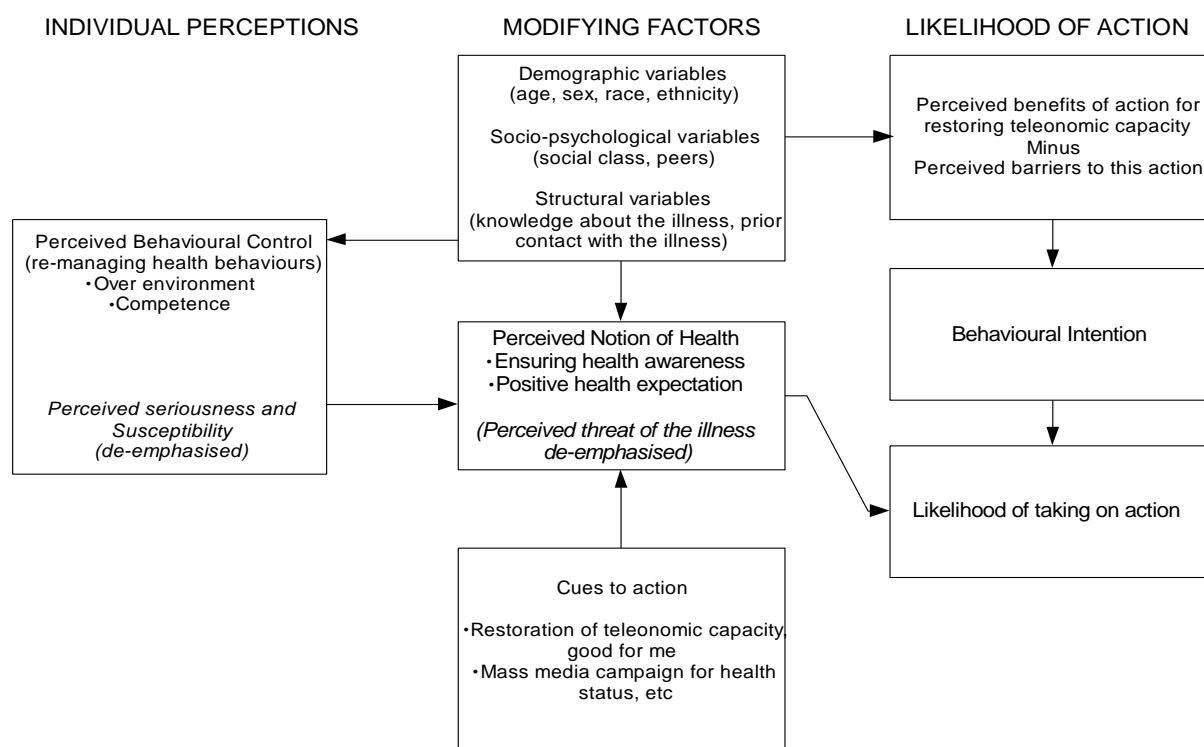 INDIVIDUAL PERCEPTIONS
MODIFYING FACTORS
LIKELIHOOD OF ACTION
Demographic variables
(age, sex, race, ethnicity)
Socio-psychological variables
(social class, peers)
Structural variables
(knowledge about the illness, prior
contact with the illness)
Perceived benefits of action for
restoring teleonomic capacity
Minus
Perceived barriers to this action
Perceived Behavioural Control
(re-managing health behaviours)
•Over environment
•Competence
Perceived seriousness and
Susceptibility
(de-emphasised)
Perceived Notion of Health
•Ensuring health awareness
•Positive health expectation
(Perceived threat of the illness
de-emphasised)
Behavioural Intention
Likelihood of taking on action
Cues to action
•Restoration of teleonomic capacity,
good for me
•Mass media campaign for health
status, etc